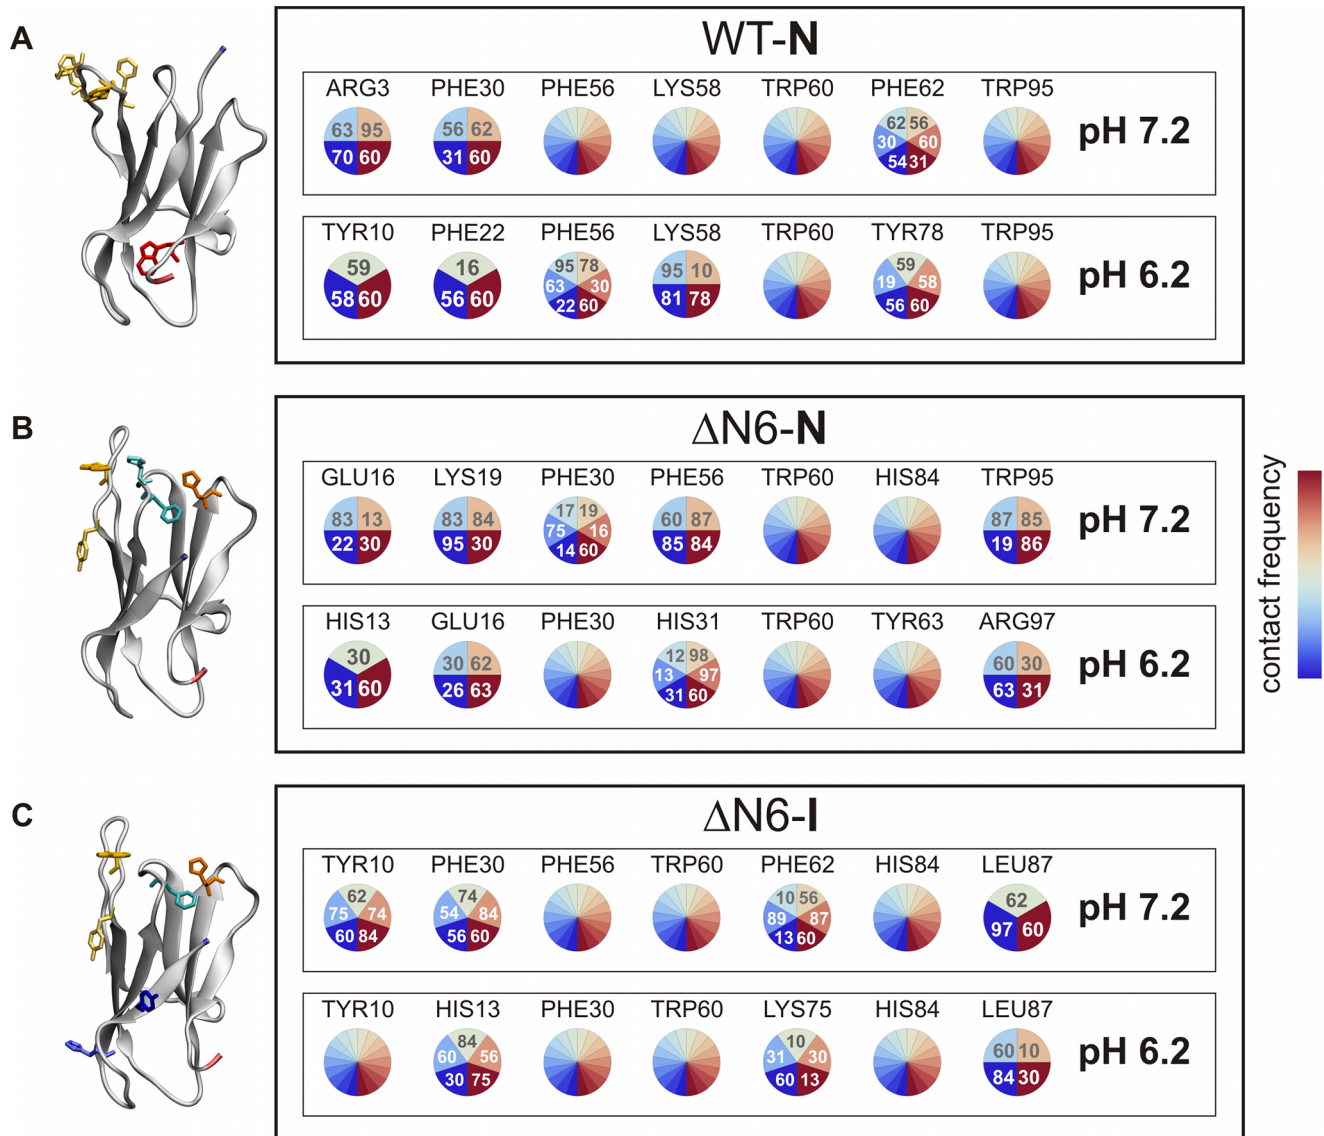 A
WT-N
ARG3 PHE30 PHE56 LYS58 TRP60 PHE62 TRP95
63 95 56 62 62 56
30 60
70 60 31 60 54 31
pH 7.2
TYR10 PHE22 PHE56 LYS58 TRP60 TYR78 TRP95
59 16 95 78 95 10 59
63 30 19 58
58 60 56 60 22 60 81 78 56 60
pH 6.2
B
ΔN6-N
GLU16 LYS19 PHE30 PHE56 TRP60 HIS84 TRP95
83 13 83 84 17 19 60 87 87 85
75 16
22 30 95 30 14 60 85 84 19 86
pH 7.2
HIS13 GLU16 PHE30 HIS31 TRP60 TYR63 ARG97
30 30 62 12 98 60 30
13 97
31 60 26 63 31 60 63 31
pH 6.2
contact frequency
C
ΔN6-I
TYR10 PHE30 PHE56 TRP60 PHE62 HIS84 LEU87
62 74 10 56 62
75 74 54 84 89 87
60 84 56 60 13 60 97 60
pH 7.2
TYR10 HIS13 PHE30 TRP60 LYS75 HIS84 LEU87
84 10 60 10
60 56 31 30
30 75 60 13 84 30
pH 6.2